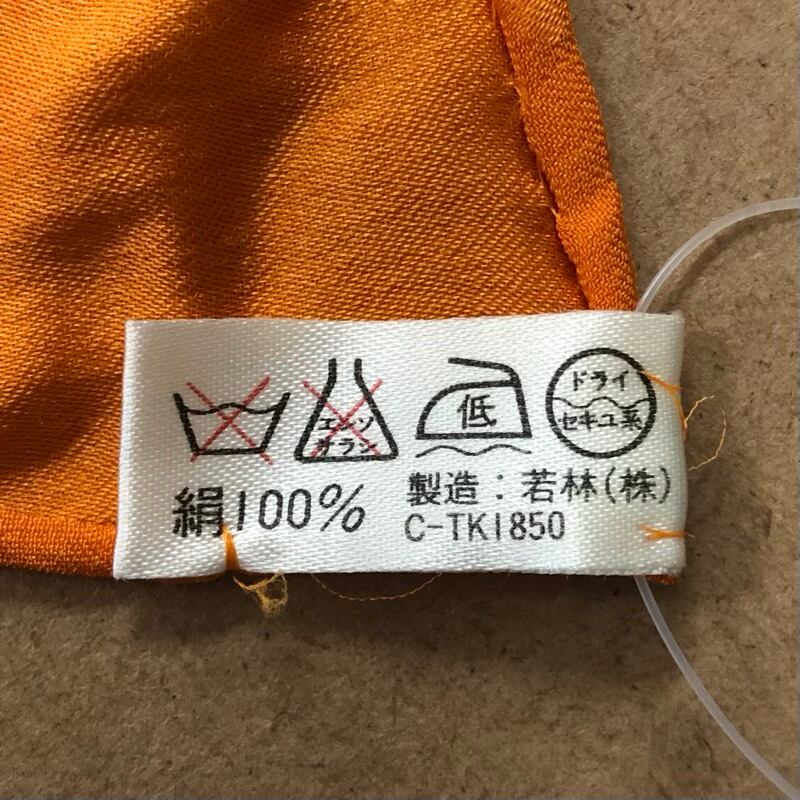 エンソ
サラシ
低
ドライ
セキユ系
絹100%
製造：若林(株)
C-TK1850